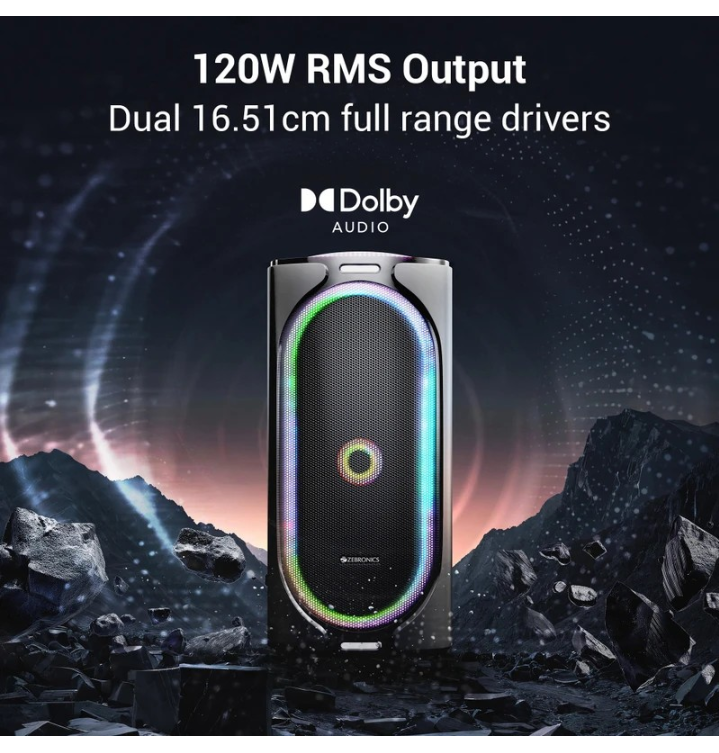 120W RMS Output
Dual 16.51cm full range drivers
Dolby
AUDIO
ZEBRONICS